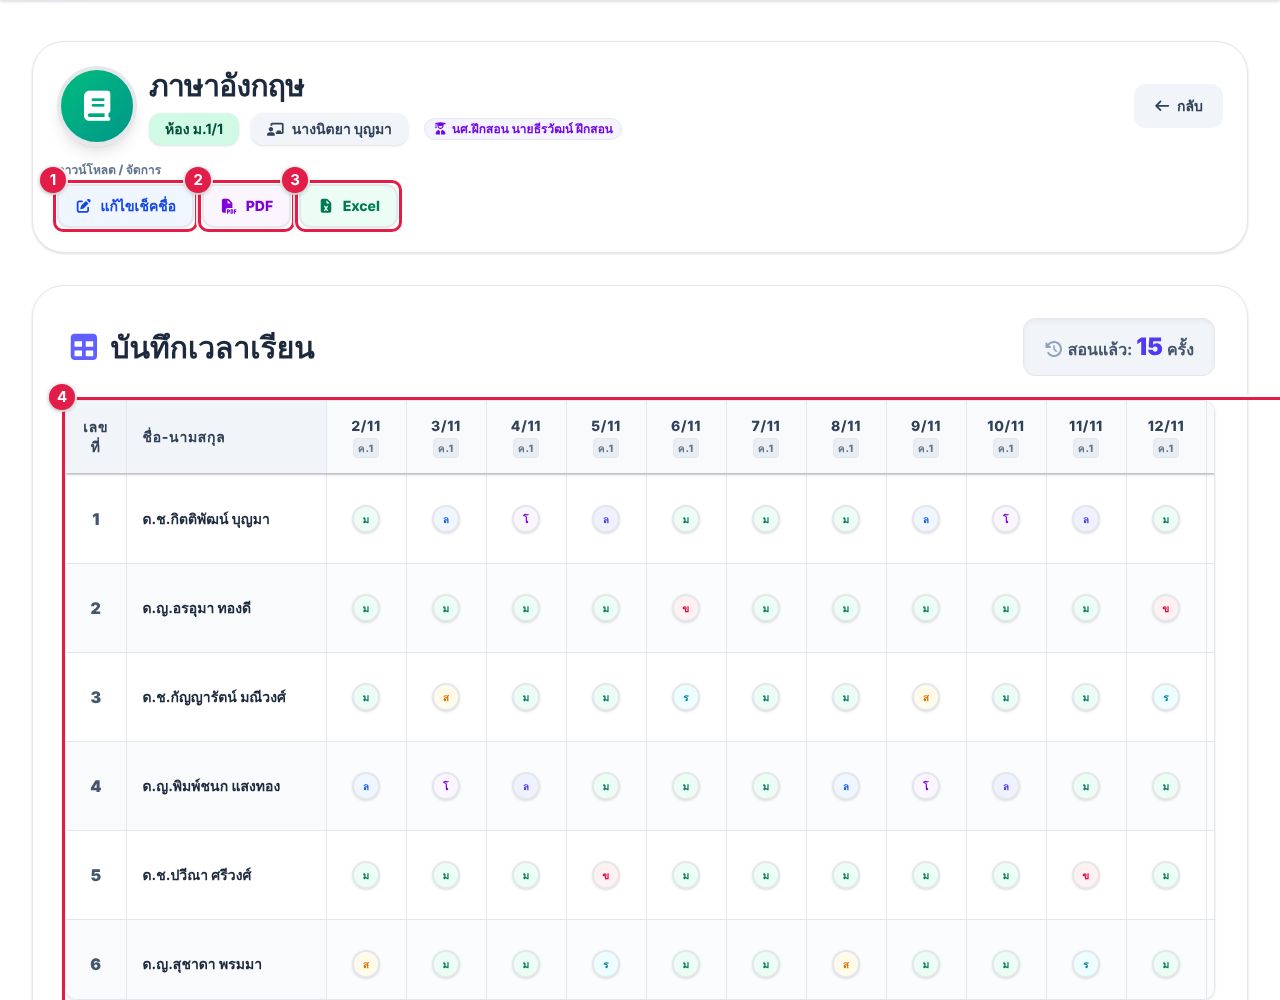 ภาษาอังกฤษ
ห้อง ม.1/1 นางนิตยา บุญมา นศ.ฝึกสอน นายธีรวัฒน์ ฝึกสอน
← กลับ
าวน์โหลด / จัดการ
1 2 3
แก้ไขเช็คชื่อ PDF Excel
บันทึกเวลาเรียน
สอนแล้ว: 15 ครั้ง
4
เลขที่ ชื่อ-นามสกุล 2/11 3/11 4/11 5/11 6/11 7/11 8/11 9/11 10/11 11/11 12/11
ค.1 ค.1 ค.1 ค.1 ค.1 ค.1 ค.1 ค.1 ค.1 ค.1 ค.1
1 ด.ช.กิตติพัฒน์ บุญมา ม ล โ ล ม ม ม ล โ ล ม
2 ด.ญ.อรอุมา ทองดี ม ม ม ม ข ม ม ม ม ม ข
3 ด.ช.กัญญารัตน์ มณีวงศ์ ม ส ม ม ร ม ม ส ม ม ร
4 ด.ญ.พิมพ์ชนก แสงทอง ล โ ล ม ม ม ล โ ล ม ม
5 ด.ช.ปวีณา ศรีวงศ์ ม ม ม ข ม ม ม ม ม ข ม
6 ด.ญ.สุชาดา พรมมา ส ม ม ร ม ม ส ม ม ร ม